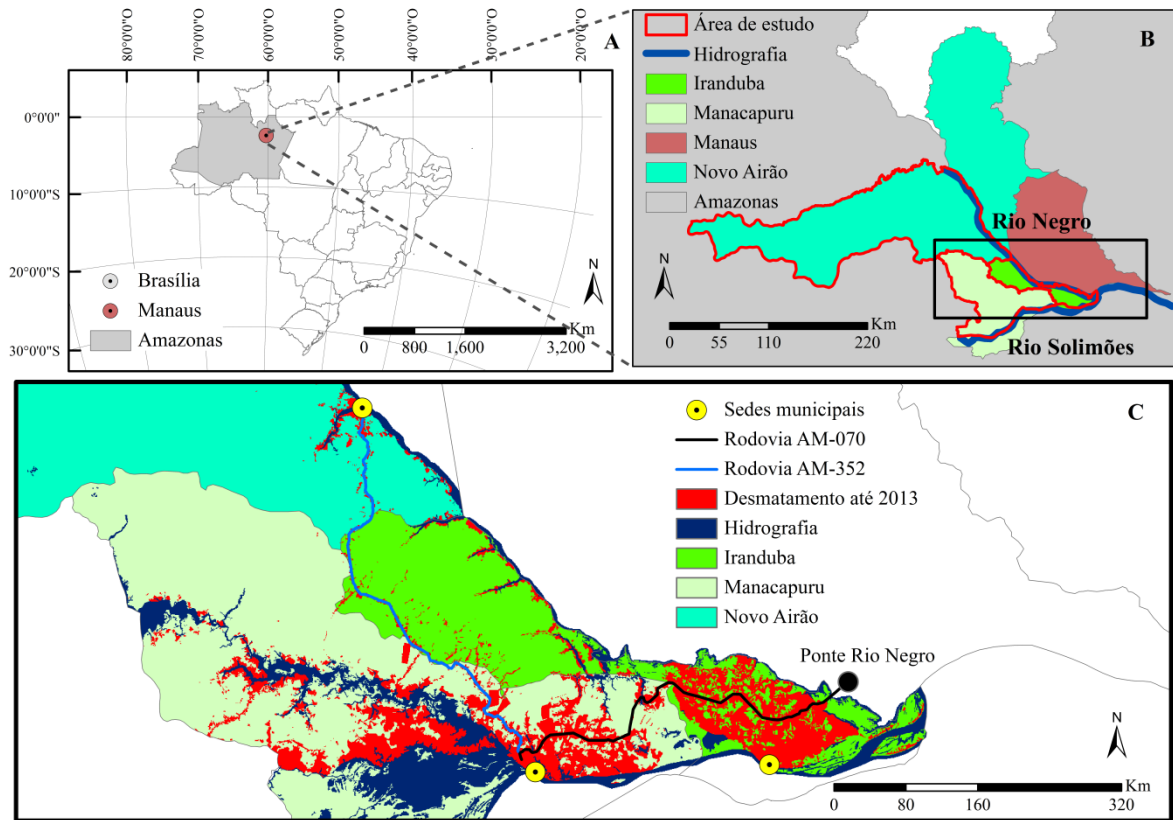 80°0'0"O
70°0'0"O
60°0'0"O
50°0'0"O
40°0'0"O
30°0'0"O
20°0'0"O
A
0°0'0"
10°0'0"S
20°0'0"S
30°0'0"S
Brasília
Manaus
Amazonas
N
Km
0 800 1,600 3,200
B
Área de estudo
Hidrografia
Iranduba
Manacapuru
Manaus
Novo Airão
Amazonas
Rio Negro
N
Km
0 55 110 220
Rio Solimões
C
Sedes municipais
Rodovia AM-070
Rodovia AM-352
Desmatamento até 2013
Hidrografia
Iranduba
Manacapuru
Novo Airão
Ponte Rio Negro
N
Km
0 80 160 320